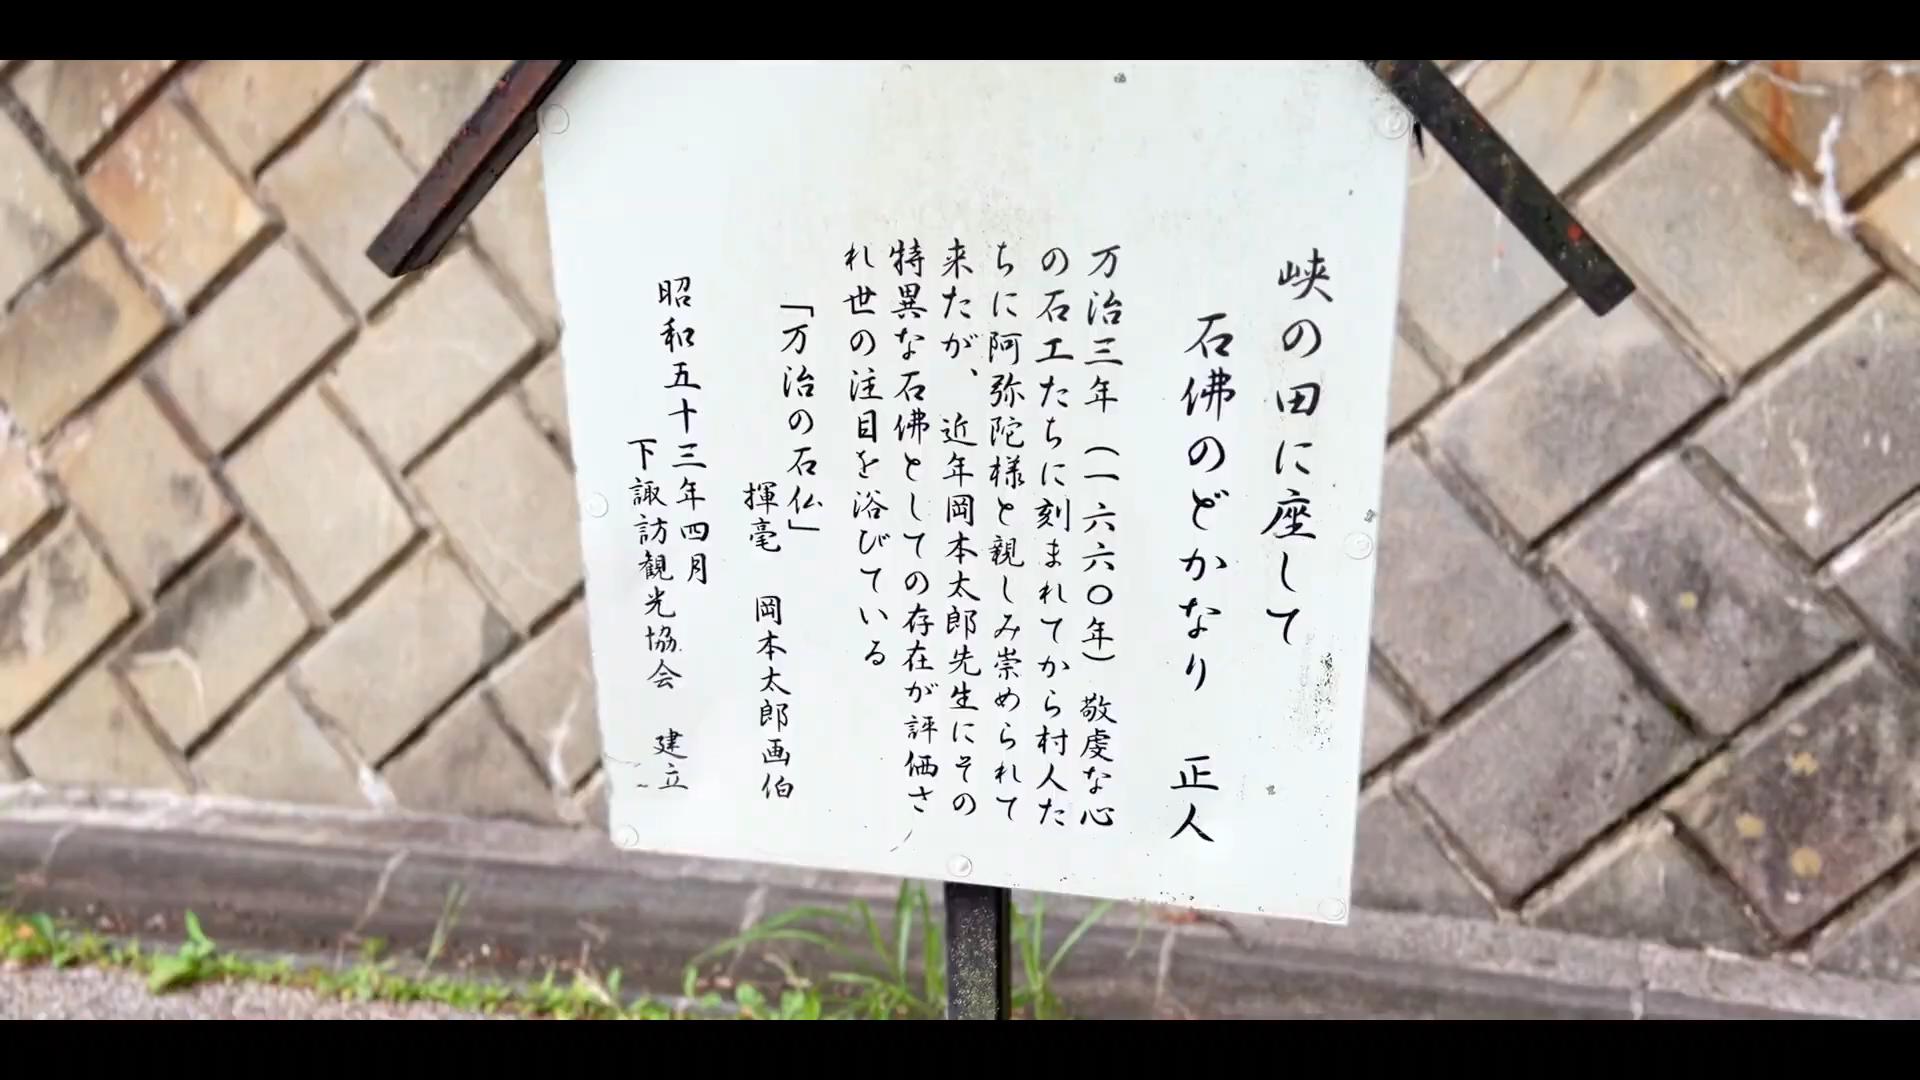 峡の田に座して
石佛のどかなり　正人
万治三年（一六六〇年）敬虔な心
の石工たちに刻まれてから村人た
ちに阿弥陀様と親しみ崇められて
来たが、近年岡本太郎先生にその
特異な石佛としての存在が評価さ
れ世の注目を浴びている
「万治の石仏」
揮毫　岡本太郎画伯
昭和五十三年四月
下諏訪観光協会　建立